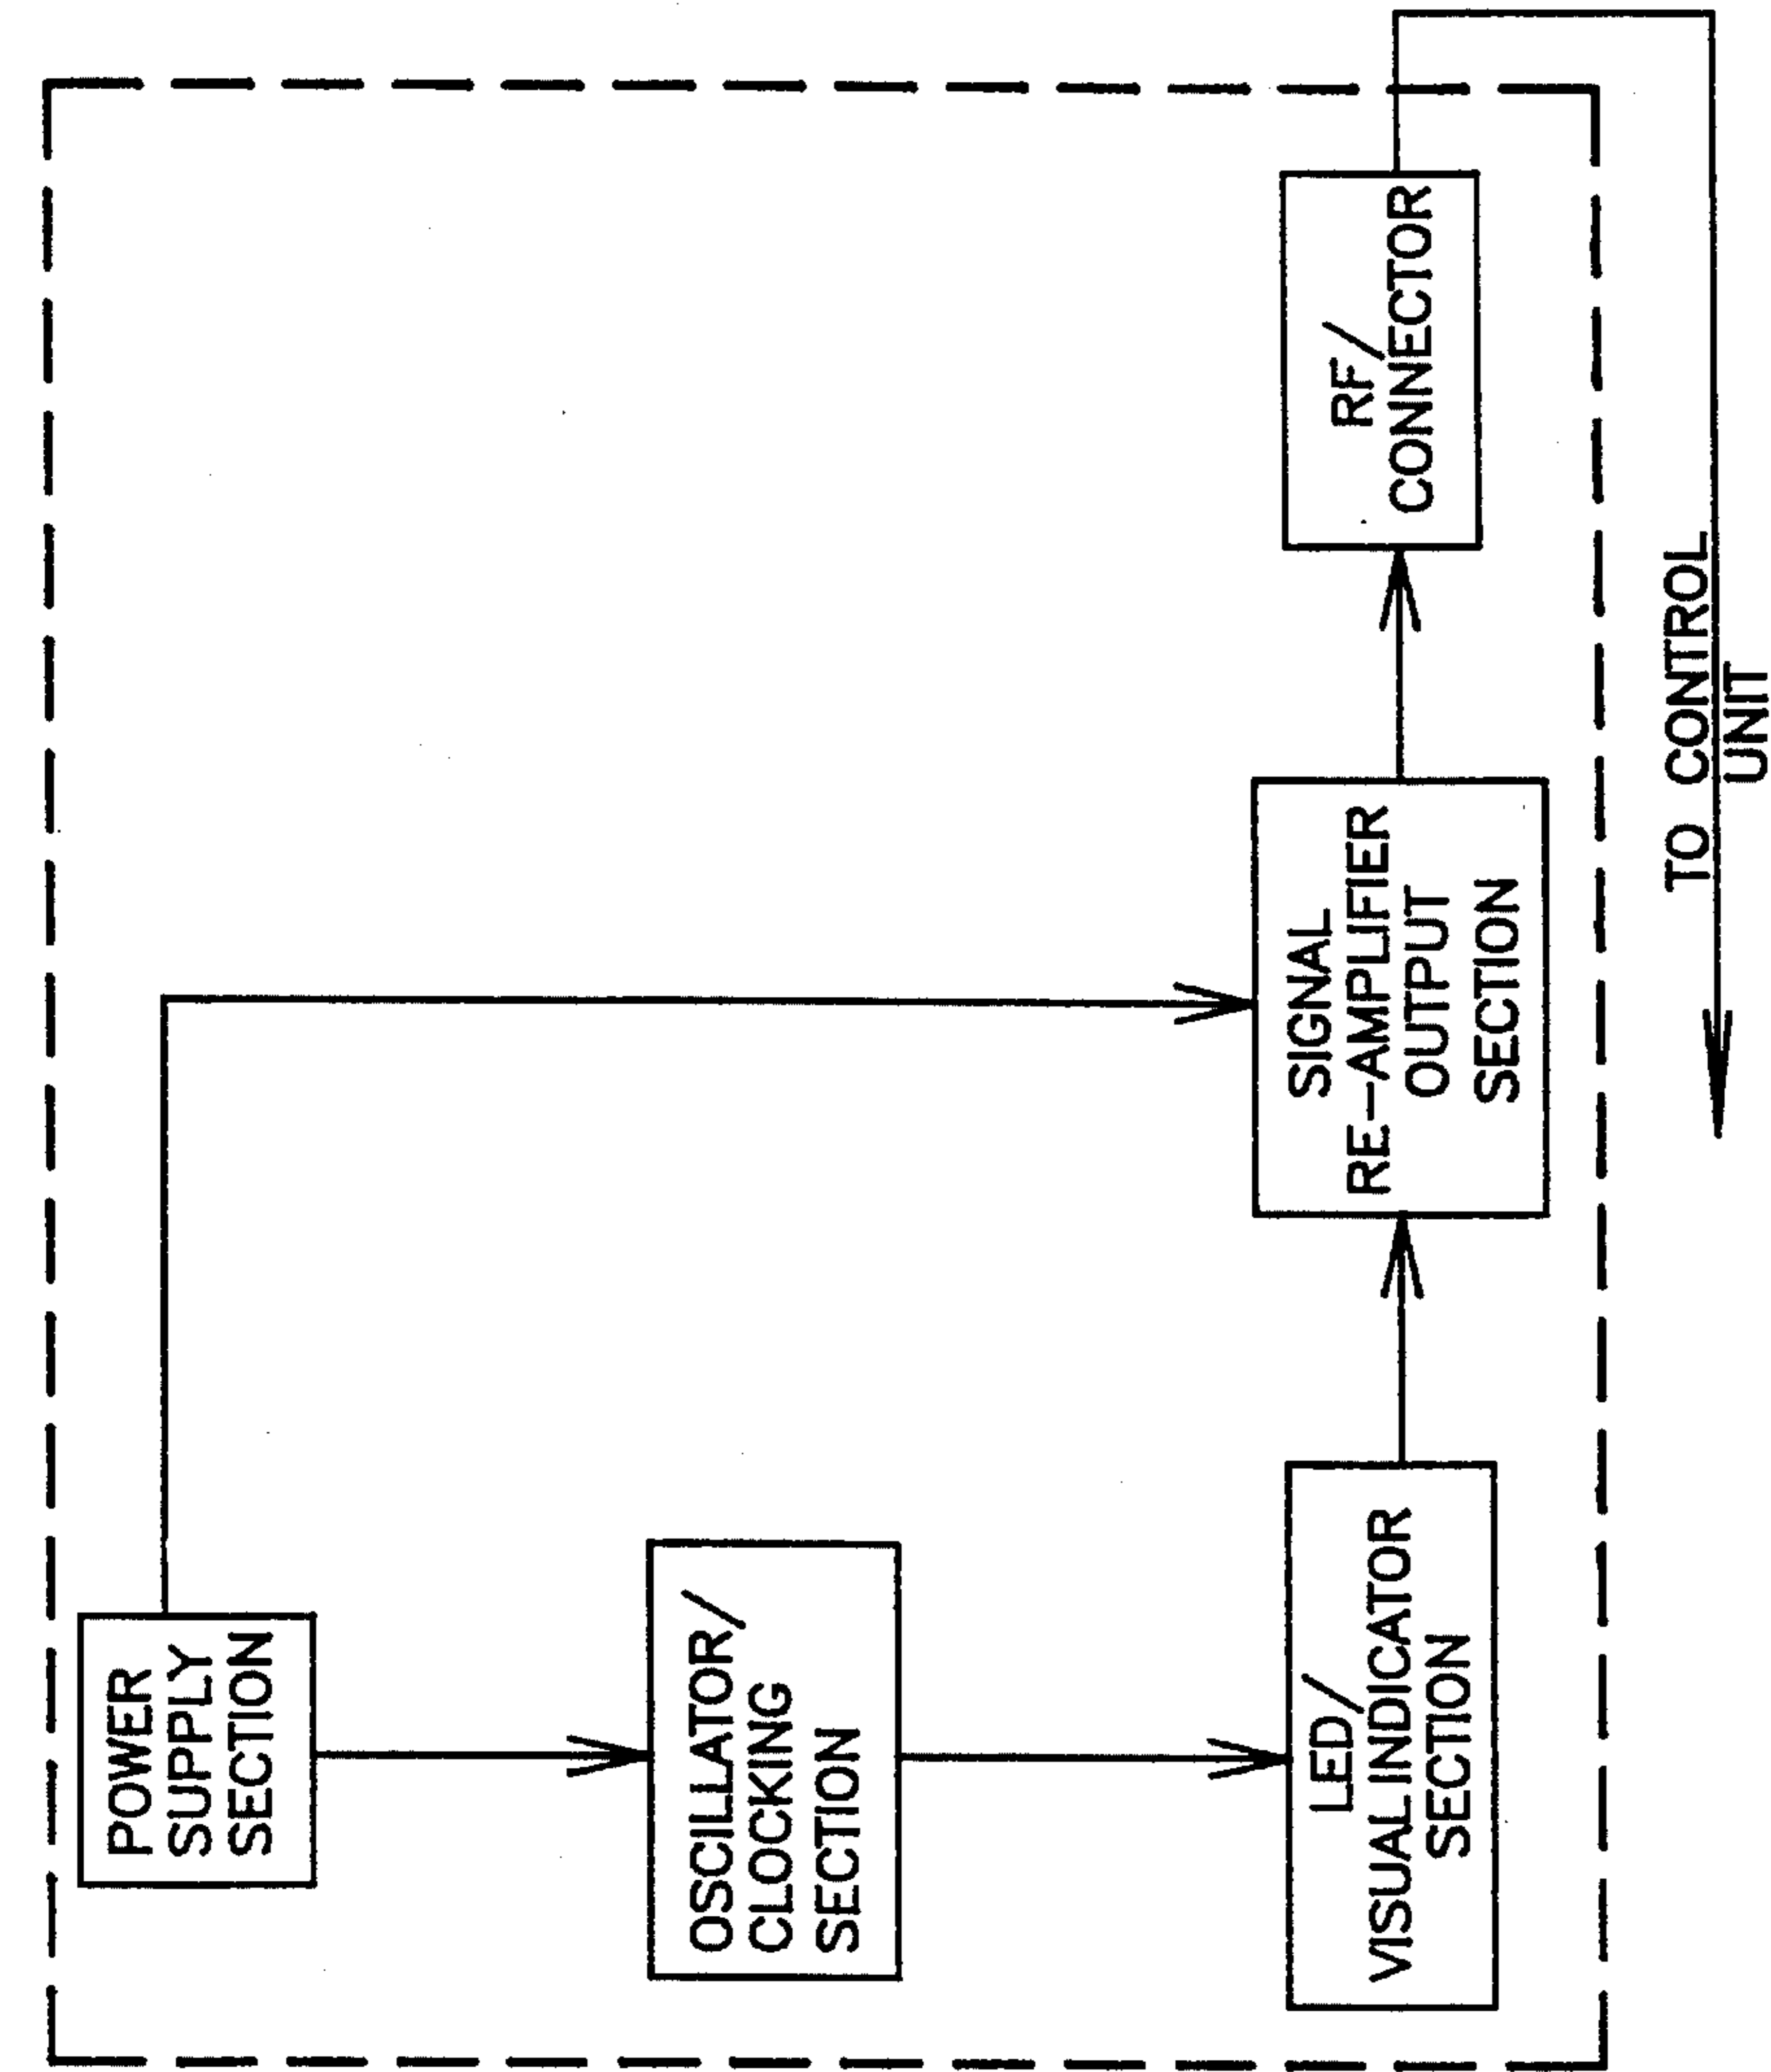 POWER
SUPPLY
SECTION
OSCILLATOR/
CLOCKING
SECTION
LED/
VISUAL INDICATOR
SECTION
SIGNAL
RE-AMPLIFIER
OUTPUT
SECTION
RF/
CONNECTOR
TO CONTROL
UNIT